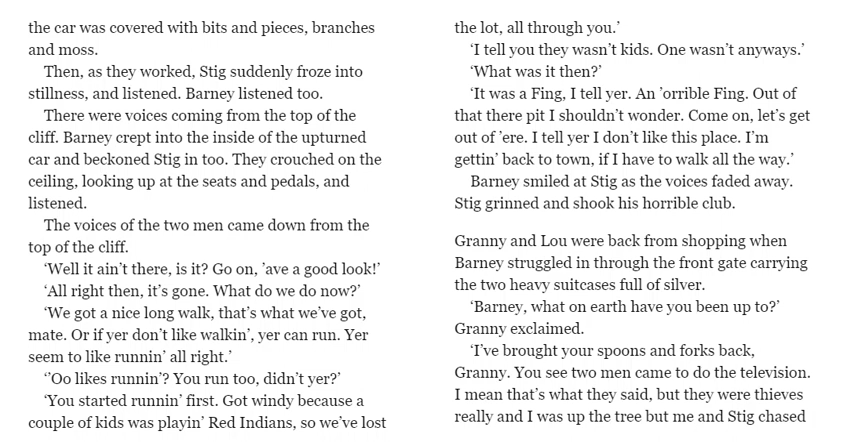 the car was covered with bits and pieces, branches
and moss.
Then, as they worked, Stig suddenly froze into
stillness, and listened. Barney listened too.
There were voices coming from the top of the
cliff. Barney crept into the inside of the upturned
car and beckoned Stig in too. They crouched on the
ceiling, looking up at the seats and pedals, and
listened.
The voices of the two men came down from the
top of the cliff.
‘Well it ain’t there, is it? Go on, ’ave a good look!’
‘All right then, it’s gone. What do we do now?’
‘We got a nice long walk, that’s what we’ve got,
mate. Or if yer don’t like walkin’, yer can run. Yer
seem to like runnin’ all right.’
‘’Oo likes runnin’? You run too, didn’t yer?’
‘You started runnin’ first. Got windy because a
couple of kids was playin’ Red Indians, so we’ve lost
the lot, all through you.’
‘I tell you they wasn’t kids. One wasn’t anyways.’
‘What was it then?’
‘It was a Fing, I tell yer. An ’orrible Fing. Out of
that there pit I shouldn’t wonder. Come on, let’s get
out of ’ere. I tell yer I don’t like this place. I’m
gettin’ back to town, if I have to walk all the way.’
Barney smiled at Stig as the voices faded away.
Stig grinned and shook his horrible club.
Granny and Lou were back from shopping when
Barney struggled in through the front gate carrying
the two heavy suitcases full of silver.
‘Barney, what on earth have you been up to?’
Granny exclaimed.
‘I’ve brought your spoons and forks back,
Granny. You see two men came to do the television.
I mean that’s what they said, but they were thieves
really and I was up the tree but me and Stig chased